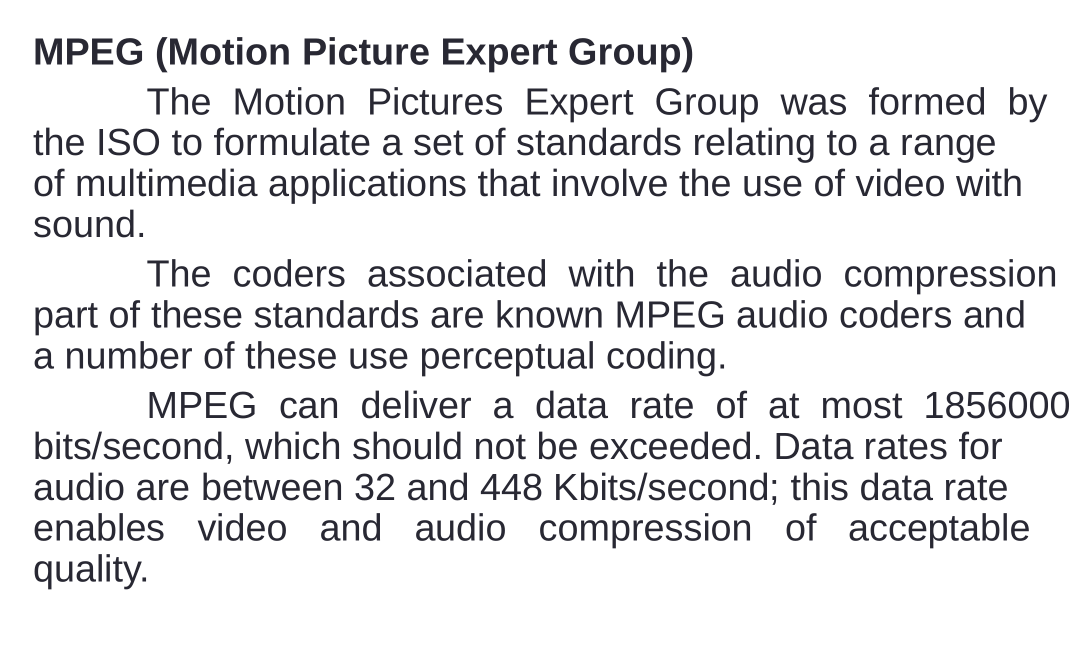 MPEG (Motion Picture Expert Group)
The Motion Pictures Expert Group was formed by
the ISO to formulate a set of standards relating to a range
of multimedia applications that involve the use of video with
sound.
The coders associated with the audio compression
part of these standards are known MPEG audio coders and
a number of these use perceptual coding.
MPEG can deliver a data rate of at most 1856000
bits/second, which should not be exceeded. Data rates for
audio are between 32 and 448 Kbits/second; this data rate
enables video and audio compression of acceptable
quality.